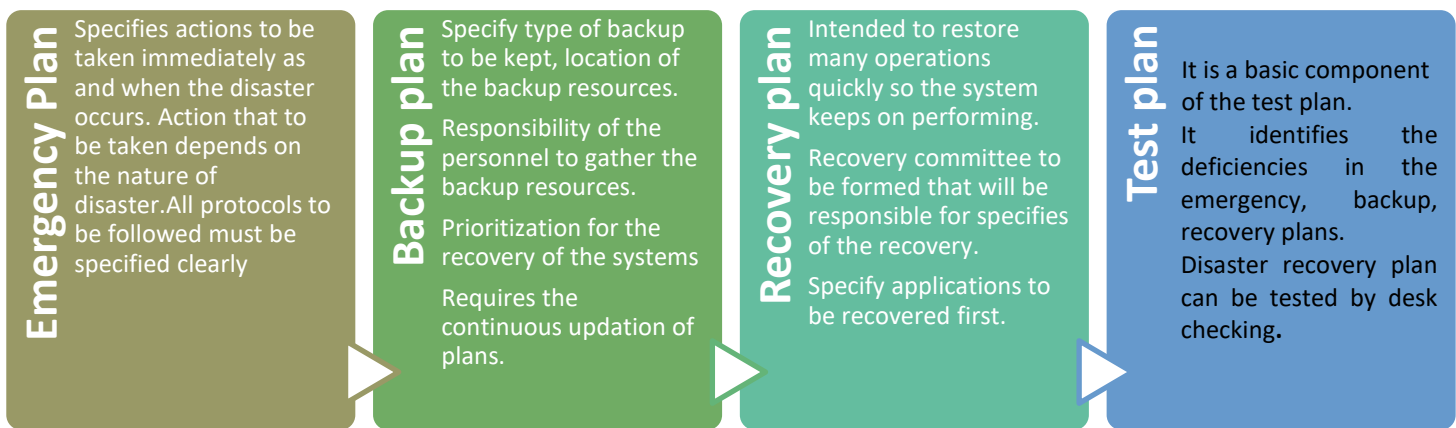 Emergency Plan
Specifies actions to be
taken immediately as
and when the disaster
occurs. Action that to
be taken depends on
the nature of
disaster.All protocols to
be followed must be
specified clearly
Backup plan
Specify type of backup
to be kept, location of
the backup resources.
Responsibility of the
personnel to gather the
backup resources.
Prioritization for the
recovery of the systems
Requires the
continuous updation of
plans.
Recovery plan
Intended to restore
many operations
quickly so the system
keeps on performing.
Recovery committee to
be formed that will be
responsible for specifies
of the recovery.
Specify applications to
be recovered first.
Test plan
It is a basic component
of the test plan.
It identifies the
deficiencies in the
emergency, backup,
recovery plans.
Disaster recovery plan
can be tested by desk
checking.